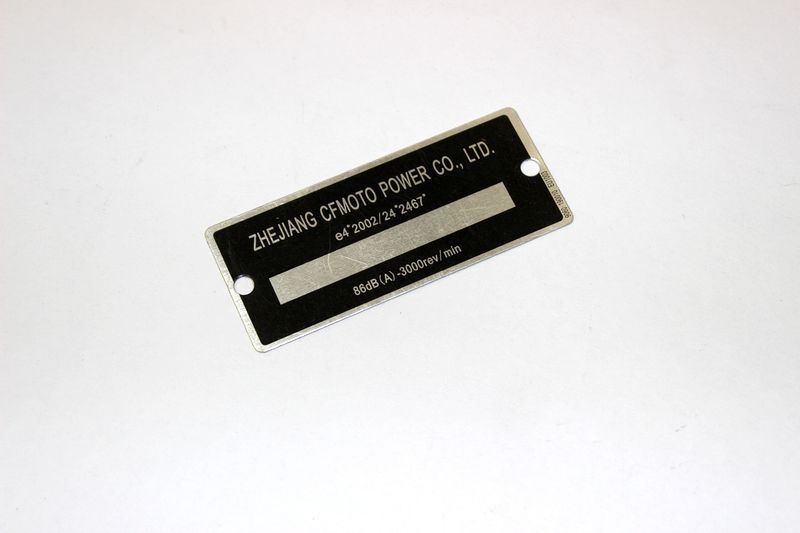 ZHEJIANG CFMOTO POWER CO., LTD.
e4*2002/24*2467*
86dB(A)-3000rev/min